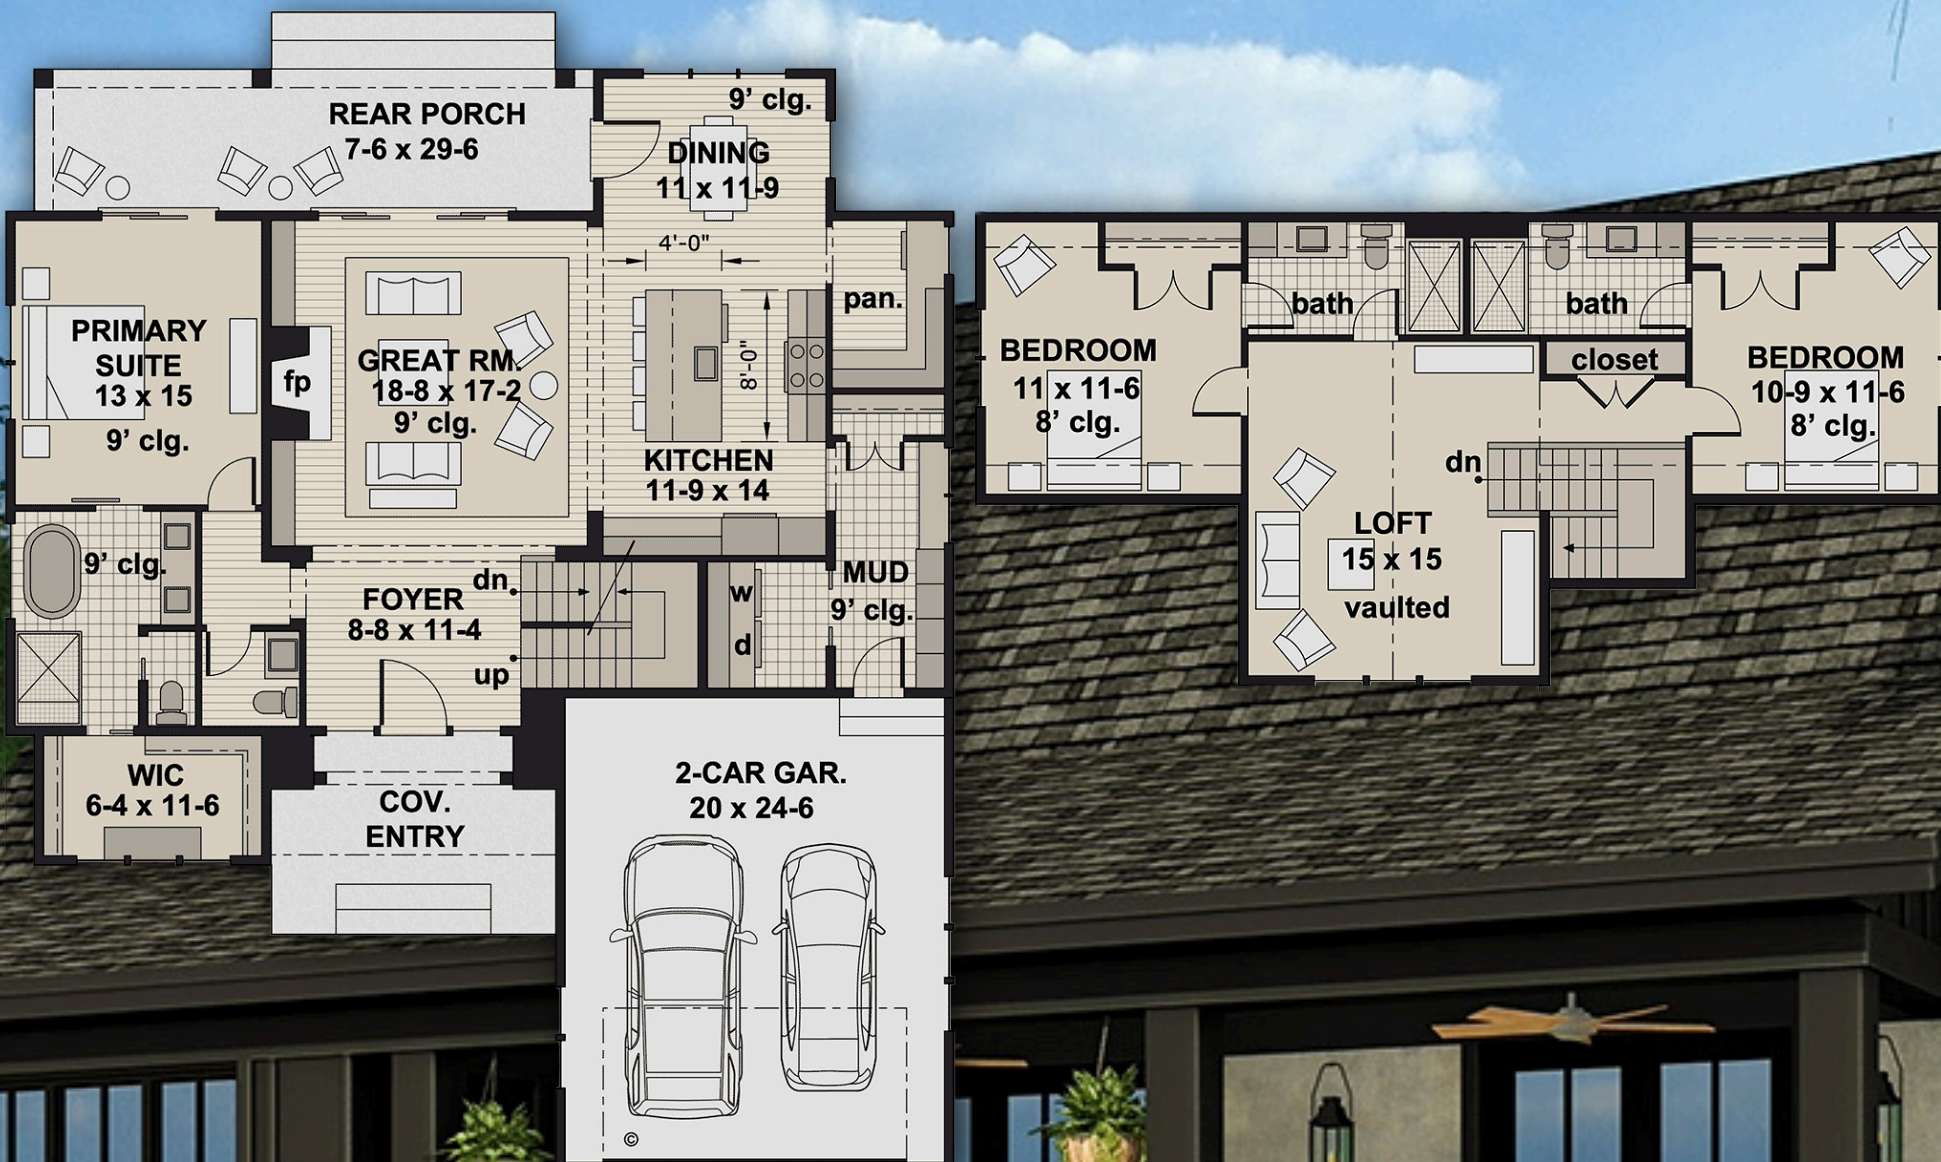 REAR PORCH
7-6 x 29-6
9' clg.
DINING
11 x 11-9
4'-0"
pan.
8'-0"
PRIMARY
SUITE
13 x 15
9' clg.
fp
GREAT RM.
18-8 x 17-2
9' clg.
KITCHEN
11-9 x 14
9' clg.
FOYER
8-8 x 11-4
dn
up
w
d
MUD
9' clg.
WIC
6-4 x 11-6
COV.
ENTRY
2-CAR GAR.
20 x 24-6
©
bath
bath
BEDROOM
11 x 11-6
8' clg.
closet
BEDROOM
10-9 x 11-6
8' clg.
dn
LOFT
15 x 15
vaulted